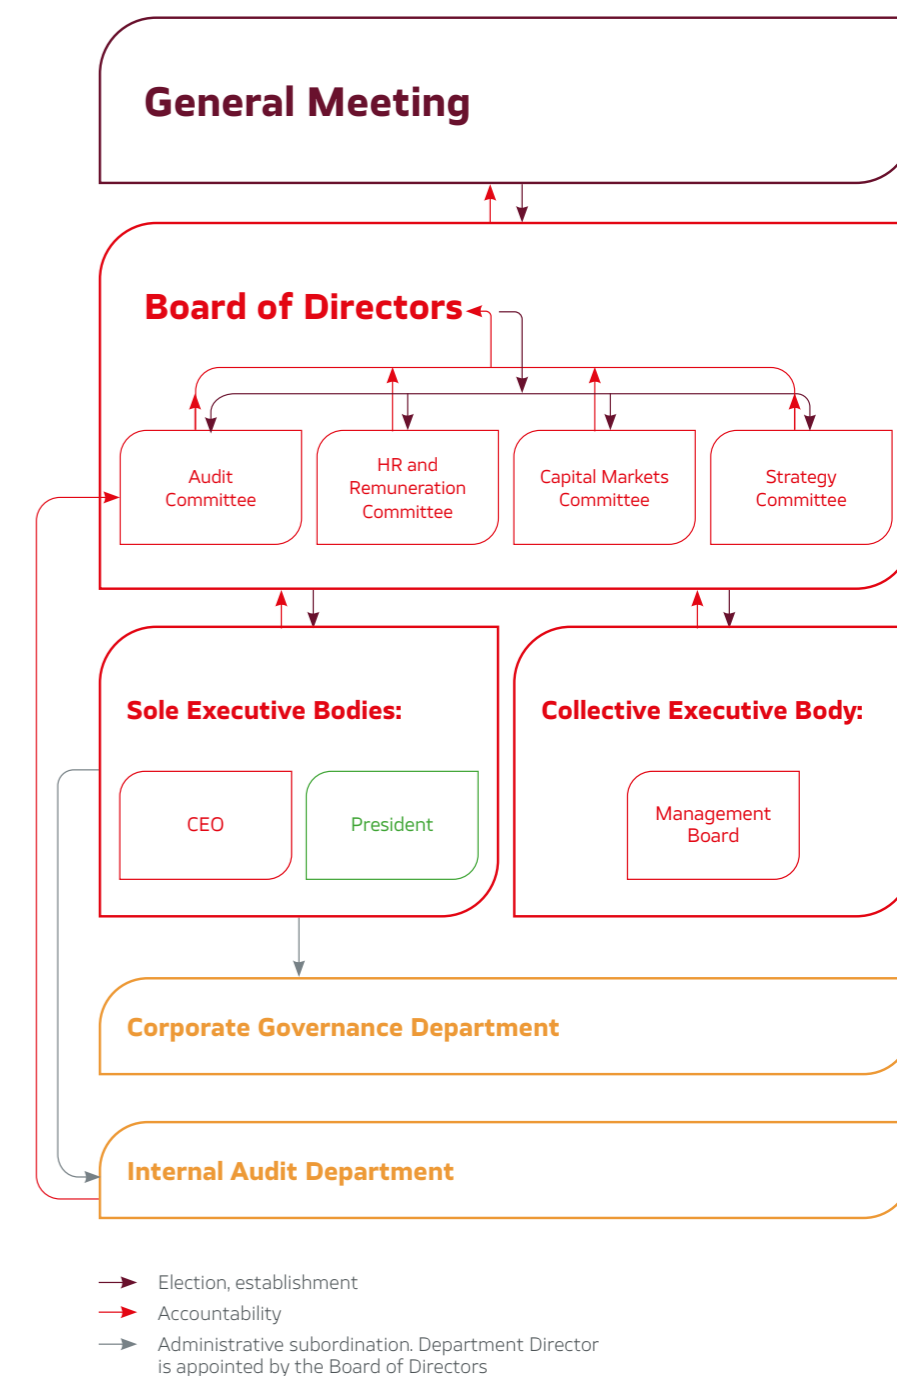 General Meeting
Board of Directors
Audit
Committee
HR and
Remuneration
Committee
Capital Markets
Committee
Strategy
Committee
Sole Executive Bodies:
CEO
President
Collective Executive Body:
Management
Board
Corporate Governance Department
Internal Audit Department
Election, establishment
Accountability
Administrative subordination. Department Director
is appointed by the Board of Directors